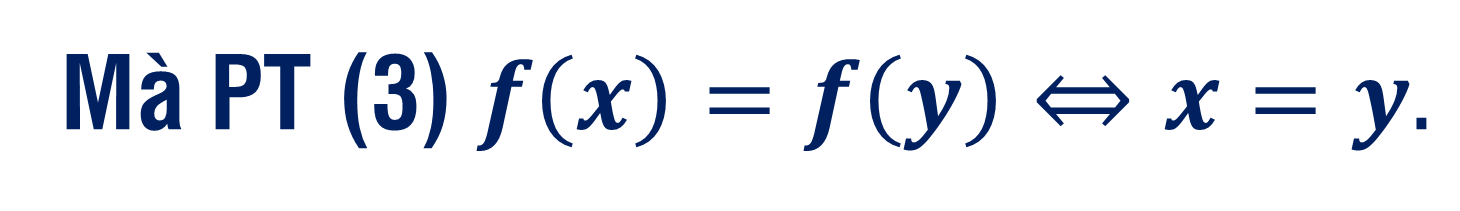 Mà PT (3) 𝒇(𝒙) = 𝒇(𝒚) ⟺ 𝒙 = 𝒚.